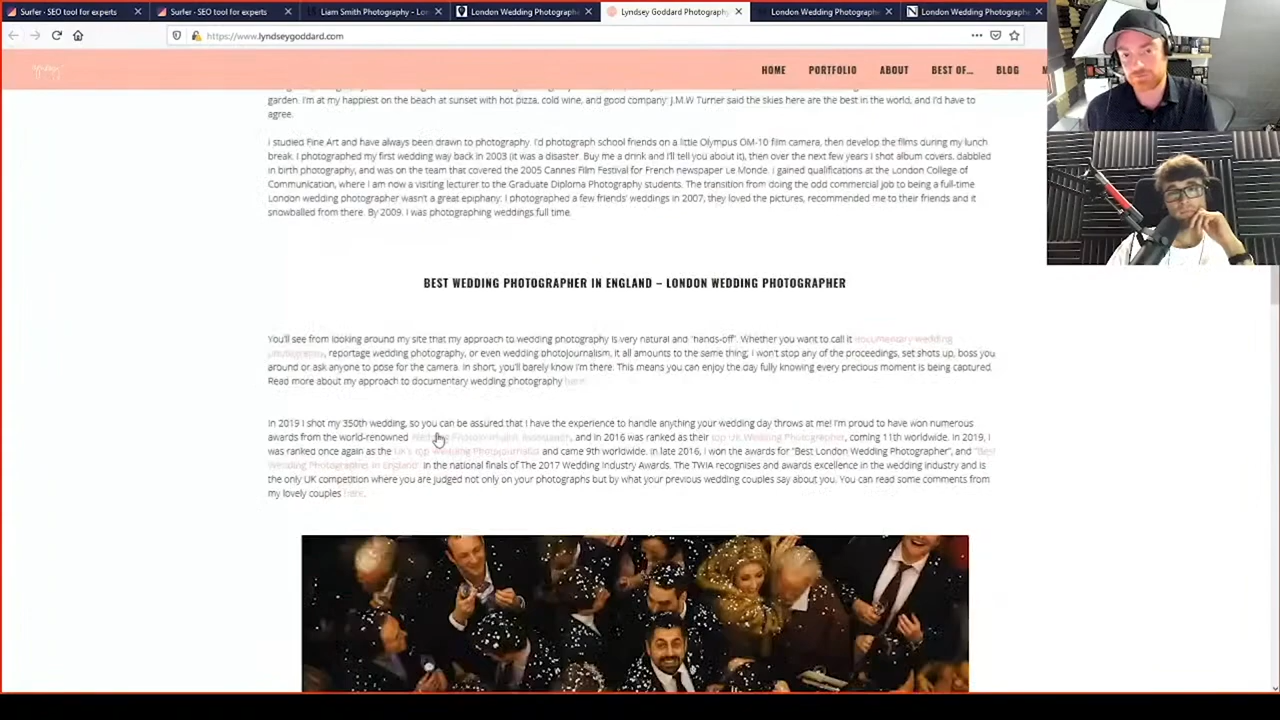 Surfer - SEO tool for experts
Surfer - SEO tool for experts
Liam Smith Photography - Lon
London Wedding Photographe
Lyndsey Goddard Photography
London Wedding Photographe
London Wedding Photograph
https://www.lyndseygoddard.com
HOME PORTFOLIO ABOUT BEST OF... BLOG
garden. I'm at my happiest on the beach at sunset with hot pizza, cold wine, and good company' J.M.W Turner said the skies here are the best in the world, and I'd have to
agree.
I studied Fine Art and have always been drawn to photography. I'd photograph school friends on a little Olympus OM-10 film camera, then develop the films during my lunch
break. I photographed my first wedding way back in 2003 (it was a disaster. Buy me a drink and I'll tell you about it), then over the next few years I shot album covers, dabbled
in birth photography, and was on the team that covered the 2005 Cannes Film Festival for French newspaper Le Monde. I gained qualifications at the London College of
Communication, where I am now a visiting lecturer to the Graduate Diploma Photography students. The transition from doing the odd commercial job to being a full-time
London wedding photographer wasn't a great epiphany: I photographed a few friends' weddings in 2007, they loved the pictures, recommended me to their friends and it
snowballed from there. By 2009. I was photographing weddings full time.
BEST WEDDING PHOTOGRAPHER IN ENGLAND – LONDON WEDDING PHOTOGRAPHER
You'll see from looking around my site that my approach to wedding photography is very natural and "hands-off". Whether you want to call it documentary wedding
photography, reportage wedding photography, or even wedding photojournalism, it all amounts to the same thing; I won't stop any of the proceedings, set shots up, boss you
around or ask anyone to pose for the camera. In short, you'll barely know I'm there. This means you can enjoy the day fully knowing every precious moment is being captured.
Read more about my approach to documentary wedding photography here.
In 2019 I shot my 350th wedding, so you can be assured that I have the experience to handle anything your wedding day throws at me! I'm proud to have won numerous
awards from the world-renowned and in 2016 was ranked as their top UK Wedding Photographer, coming 11th worldwide. In 2019, I
was ranked once again as the UK's top Wedding Photojournalist and came 9th worldwide. In late 2016, I won the awards for "Best London Wedding Photographer", and "Best
Wedding Photographer in England" in the national finals of The 2017 Wedding Industry Awards. The TWIA recognises and awards excellence in the wedding industry and is
the only UK competition where you are judged not only on your photographs but by what your previous wedding couples say about you. You can read some comments from
my lovely couples here.